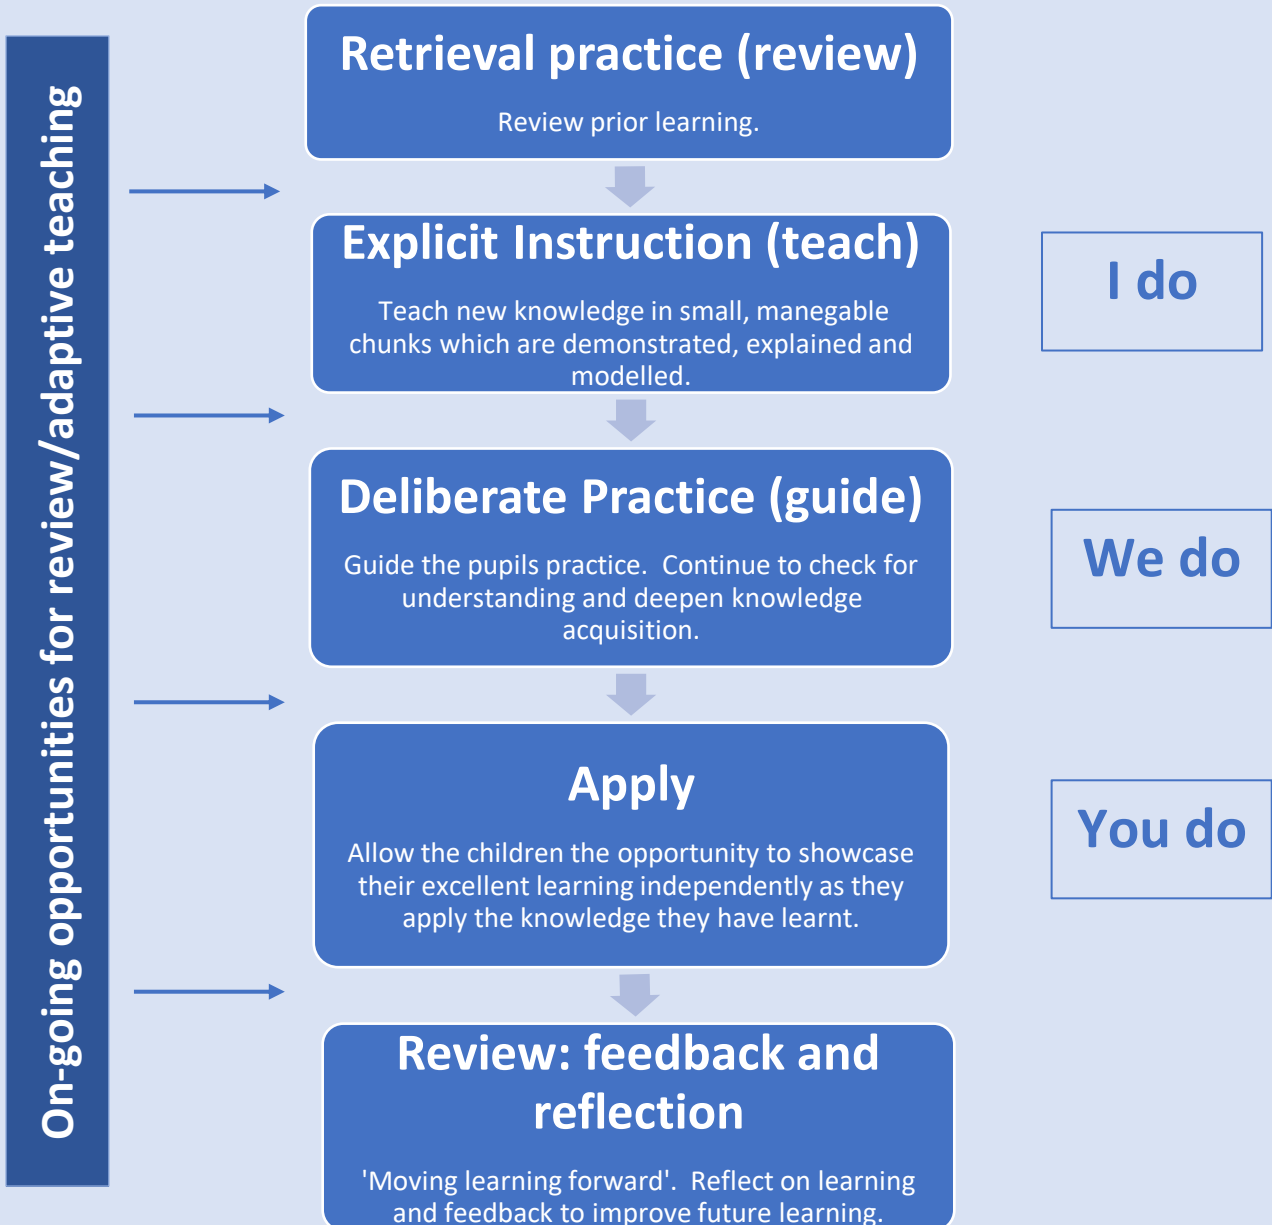 On-going opportunities for review/adaptive teaching
Retrieval practice (review)
Review prior learning.
Explicit Instruction (teach)
Teach new knowledge in small, manegable
chunks which are demonstrated, explained and
modelled.
I do
Deliberate Practice (guide)
Guide the pupils practice.  Continue to check for
understanding and deepen knowledge
acquisition.
We do
Apply
Allow the children the opportunity to showcase
their excellent learning independently as they
apply the knowledge they have learnt.
You do
Review: feedback and
reflection
'Moving learning forward'.  Reflect on learning
and feedback to improve future learning.